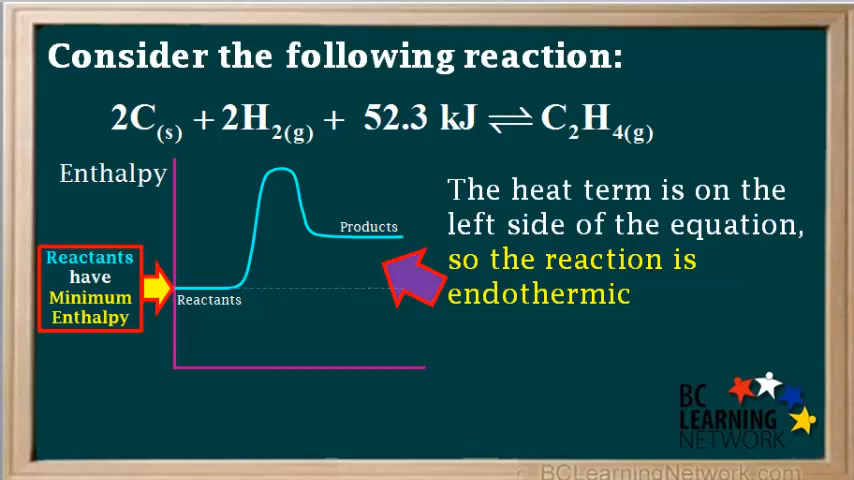 Consider the following reaction:
2C(s) + 2H2(g) + 52.3 kJ ⇌ C2H4(g)
Enthalpy
The heat term is on the
left side of the equation,
so the reaction is
endothermic
Products
Reactants
have
Minimum
Enthalpy
Reactants
BC
LEARNING
NETWORK
BCLearningNetwork.com